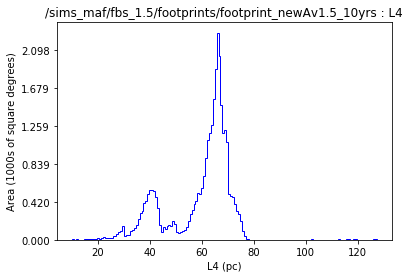 /sims_maf/fbs_1.5/footprints/footprint_newAv1.5_10yrs : L4
Area (1000s of square degrees)
2.098
1.679
1.259
0.839
0.420
0.000
20 40 60 80 100 120
L4 (pc)